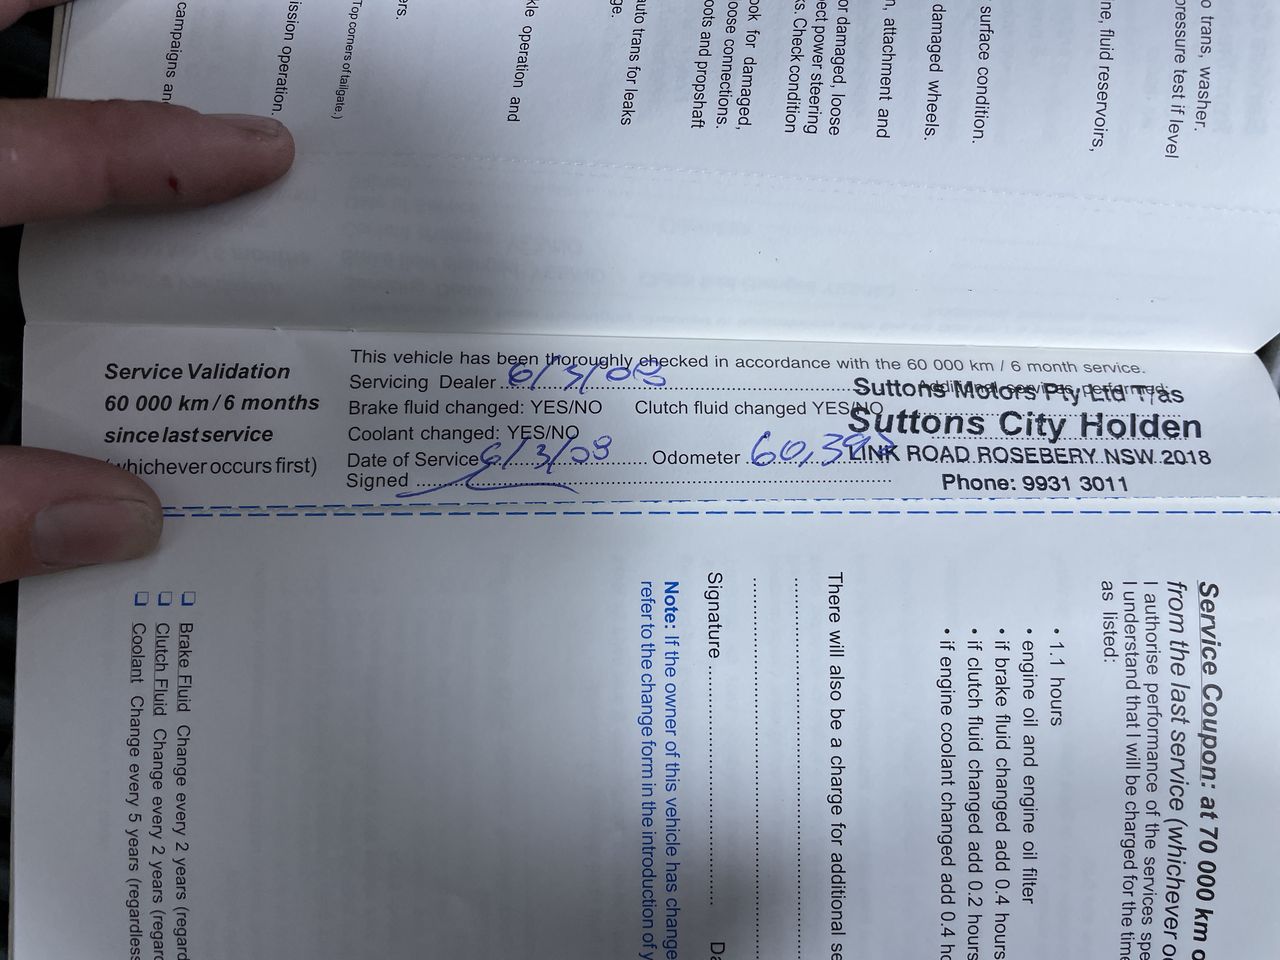 campaigns an
ission operation.
Top corners of tailgate.)
ers.
kle operation and
ge.
auto trans for leaks
oots and propshaft
oose connections.
ok for damaged,
s. Check condition
ect power steering
or damaged, loose
n, attachment and
damaged wheels.
surface condition.
ine, fluid reservoirs,
pressure test if level
o trans, washer.
Service Validation
60 000 km / 6 months
since last service
(whichever occurs first)
This vehicle has been thoroughly checked in accordance with the 60 000 km / 6 month service.
Servicing Dealer 6/3/08
Additional services performed:
Brake fluid changed: YES/NO Clutch fluid changed YES/NO
Coolant changed: YES/NO
Date of Service 6/3/08 Odometer 60,39
Signed
Suttons Motors Pty Ltd T/as
Suttons City Holden
LINK ROAD ROSEBERY NSW 2018
Phone: 9931 3011
Service Coupon: at 70 000 km o
from the last service (whichever o
I authorise performance of the services spe
I understand that I will be charged for the time
as listed:
• 1.1 hours
• engine oil and engine oil filter
• if brake fluid changed add 0.4 hours
• if clutch fluid changed add 0.2 hours
• if engine coolant changed add 0.4 ho
There will also be a charge for additional se
Signature Da
Note: If the owner of this vehicle has change
refer to the change form in the introduction of y
Brake Fluid Change every 2 years (regard
Clutch Fluid Change every 2 years (regard
Coolant Change every 5 years (regardless